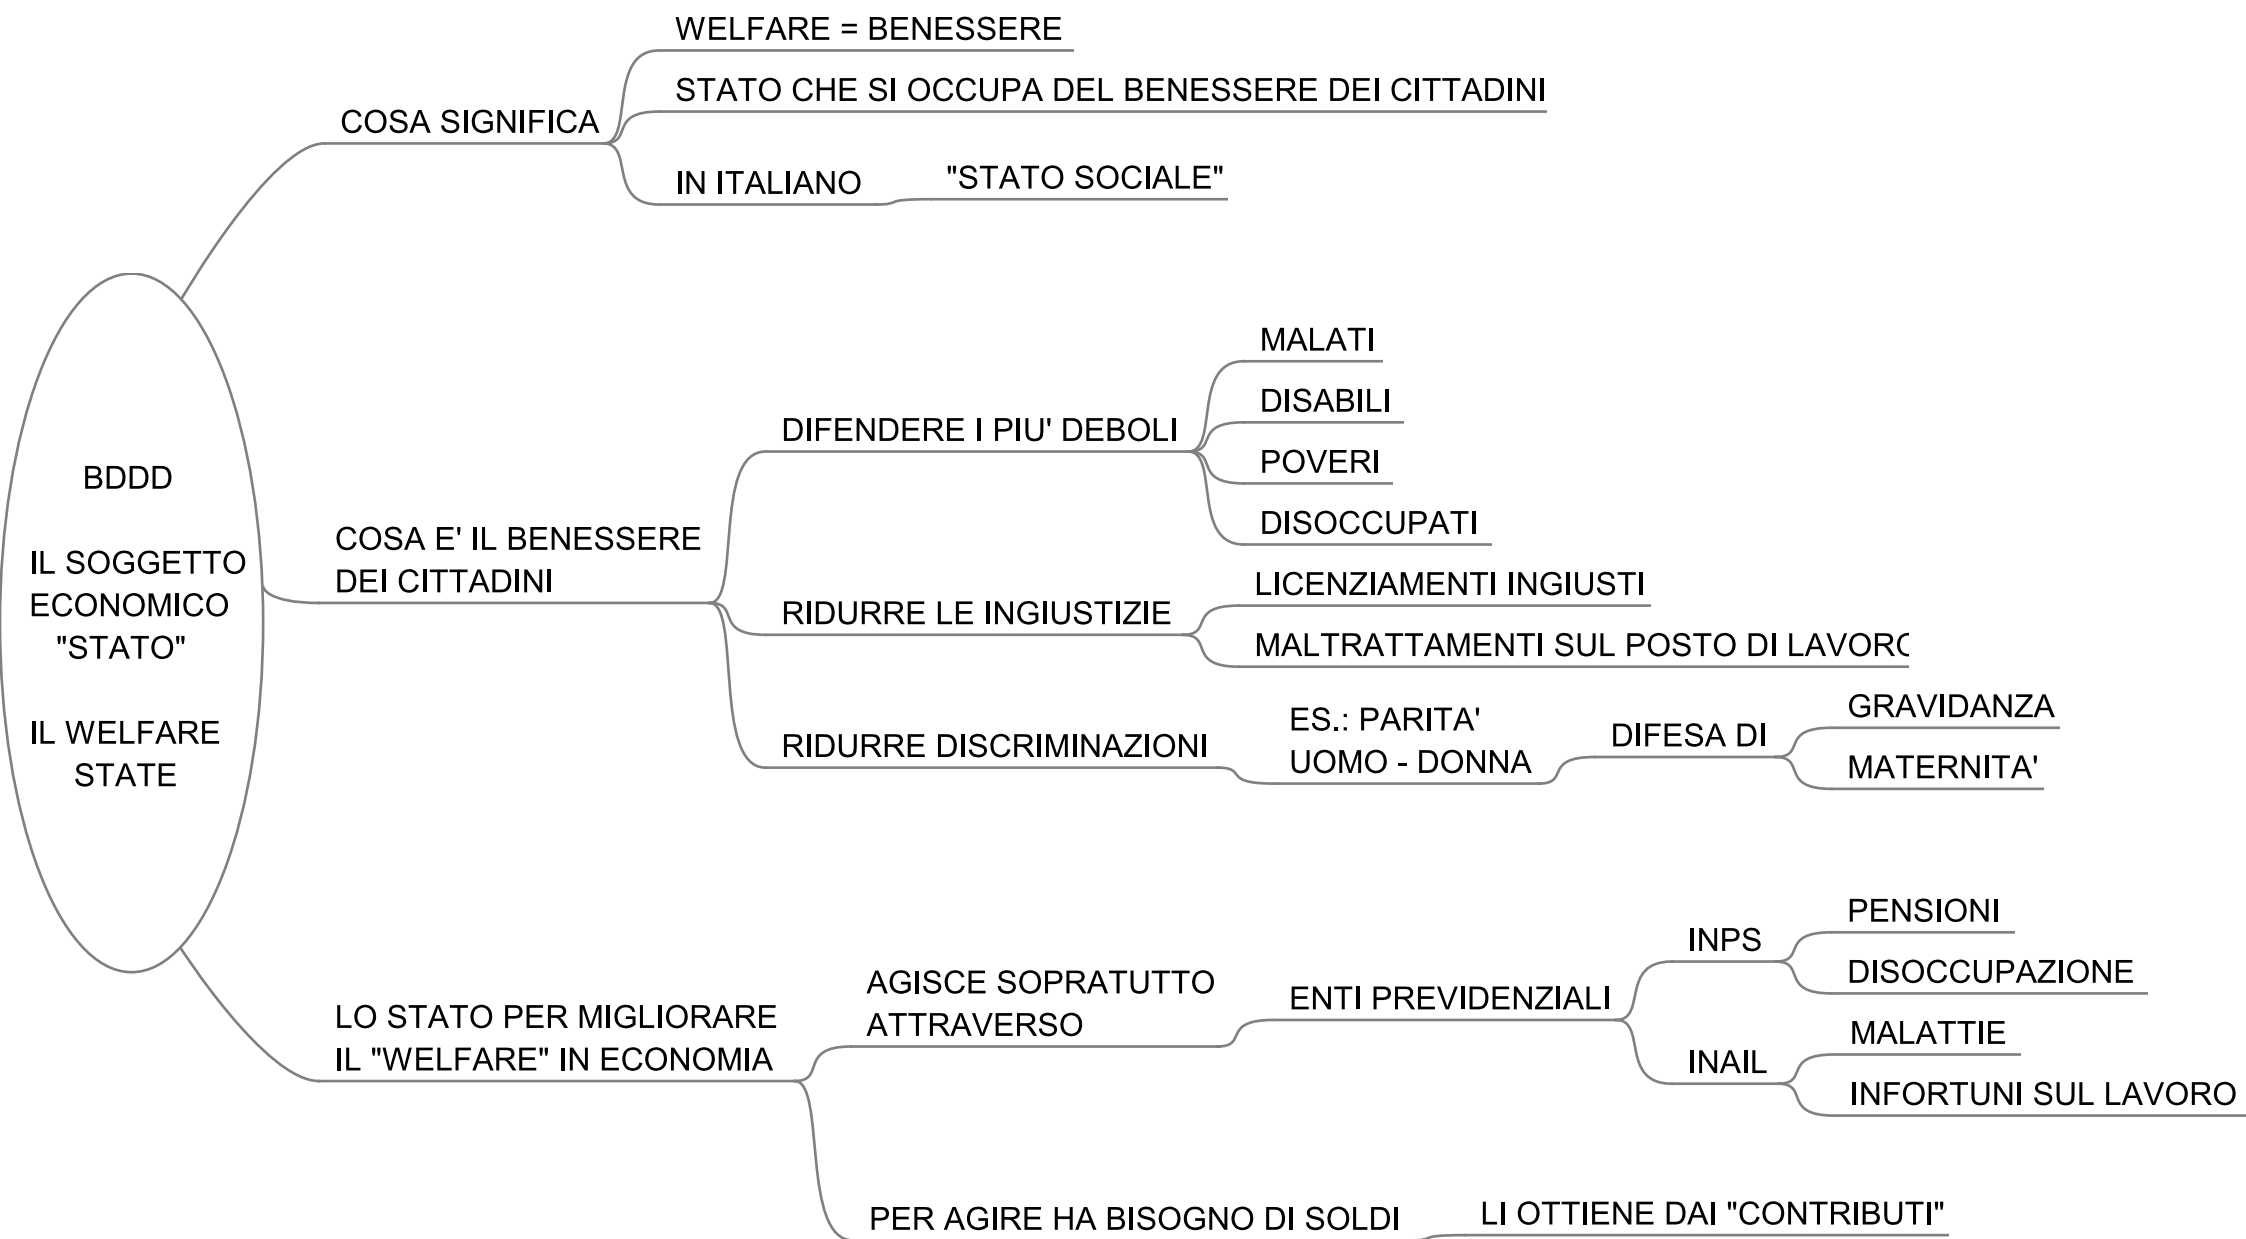 BDDD
IL SOGGETTO
ECONOMICO
"STATO"
IL WELFARE
STATE
COSA SIGNIFICA
WELFARE = BENESSERE
STATO CHE SI OCCUPA DEL BENESSERE DEI CITTADINI
IN ITALIANO
"STATO SOCIALE"
COSA E' IL BENESSERE
DEI CITTADINI
DIFENDERE I PIU' DEBOLI
MALATI
DISABILI
POVERI
DISOCCUPATI
RIDURRE LE INGIUSTIZIE
LICENZIAMENTI INGIUSTI
MALTRATTAMENTI SUL POSTO DI LAVORO
RIDURRE DISCRIMINAZIONI
ES.: PARITA'
UOMO - DONNA
DIFESA DI
GRAVIDANZA
MATERNITA'
LO STATO PER MIGLIORARE
IL "WELFARE" IN ECONOMIA
AGISCE SOPRATUTTO
ATTRAVERSO
ENTI PREVIDENZIALI
INPS
PENSIONI
DISOCCUPAZIONE
INAIL
MALATTIE
INFORTUNI SUL LAVORO
PER AGIRE HA BISOGNO DI SOLDI
LI OTTIENE DAI "CONTRIBUTI"